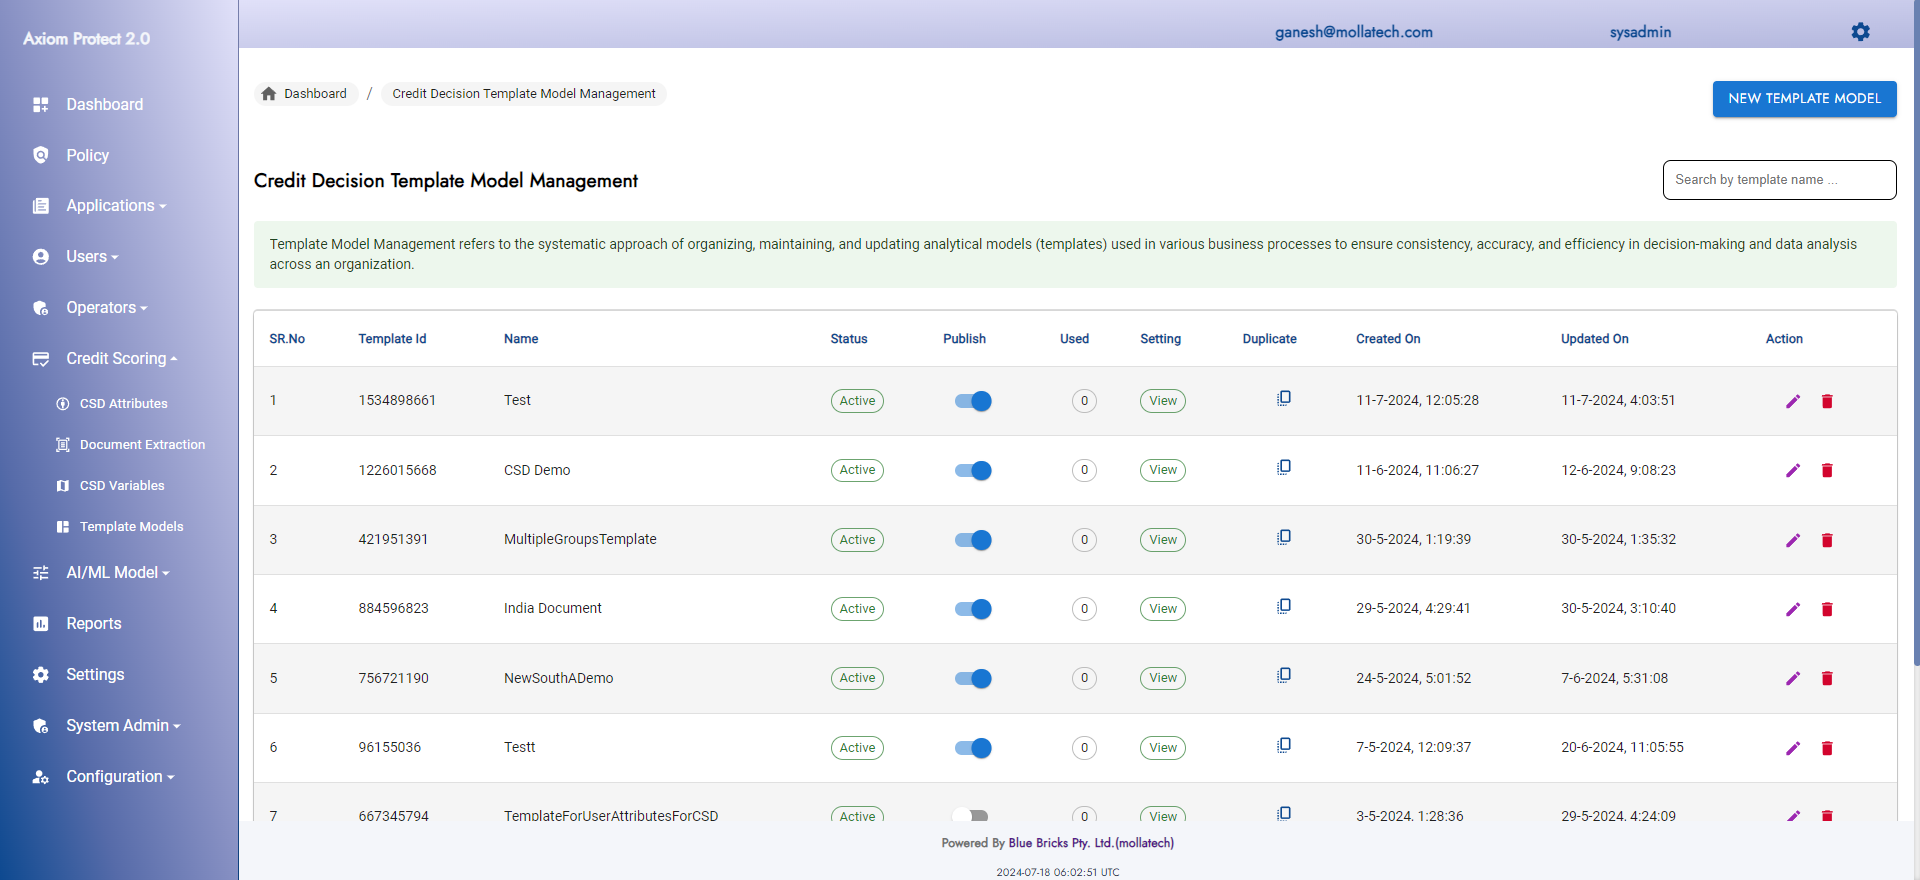 Axiom Protect 2.0
ganesh@mollatech.com
sysadmin
Dashboard
Policy
Applications
Users
Operators
Credit Scoring
CSD Attributes
Document Extraction
CSD Variables
Template Models
AI/ML Model
Reports
Settings
System Admin
Configuration
Dashboard / Credit Decision Template Model Management
NEW TEMPLATE MODEL
Credit Decision Template Model Management
Search by template name ...
Template Model Management refers to the systematic approach of organizing, maintaining, and updating analytical models (templates) used in various business processes to ensure consistency, accuracy, and efficiency in decision-making and data analysis
across an organization.
SR.No Template Id Name Status Publish Used Setting Duplicate Created On Updated On Action
1 1534898661 Test Active 0 View 11-7-2024, 12:05:28 11-7-2024, 4:03:51
2 1226015668 CSD Demo Active 0 View 11-6-2024, 11:06:27 12-6-2024, 9:08:23
3 421951391 MultipleGroupsTemplate Active 0 View 30-5-2024, 1:19:39 30-5-2024, 1:35:32
4 884596823 India Document Active 0 View 29-5-2024, 4:29:41 30-5-2024, 3:10:40
5 756721190 NewSouthADemo Active 0 View 24-5-2024, 5:01:52 7-6-2024, 5:31:08
6 96155036 Testt Active 0 View 7-5-2024, 12:09:37 20-6-2024, 11:05:55
7 667345794 TemplateForUserAttributesForCSD Active 0 View 3-5-2024, 1:28:36 29-5-2024, 4:24:09
Powered By Blue Bricks Pty. Ltd.(mollatech)
2024-07-18 06:02:51 UTC